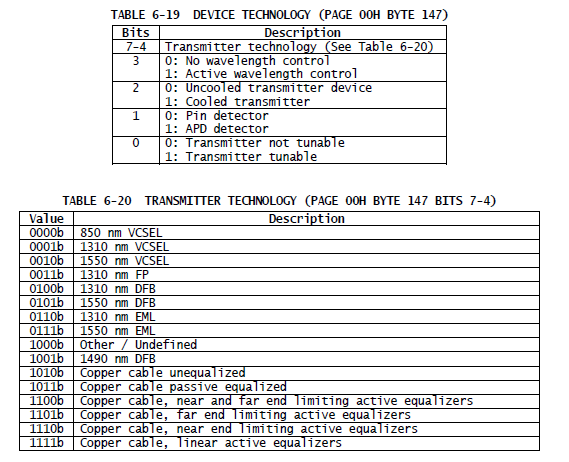 TABLE 6-19 DEVICE TECHNOLOGY (PAGE 00H BYTE 147)
Bits Description
7-4 Transmitter technology (See Table 6-20)
3 0: No wavelength control
1: Active wavelength control
2 0: Uncooled transmitter device
1: Cooled transmitter
1 0: Pin detector
1: APD detector
0 0: Transmitter not tunable
1: Transmitter tunable
TABLE 6-20 TRANSMITTER TECHNOLOGY (PAGE 00H BYTE 147 BITS 7-4)
Value Description
0000b 850 nm VCSEL
0001b 1310 nm VCSEL
0010b 1550 nm VCSEL
0011b 1310 nm FP
0100b 1310 nm DFB
0101b 1550 nm DFB
0110b 1310 nm EML
0111b 1550 nm EML
1000b Other / Undefined
1001b 1490 nm DFB
1010b Copper cable unequalized
1011b Copper cable passive equalized
1100b Copper cable, near and far end limiting active equalizers
1101b Copper cable, far end limiting active equalizers
1110b Copper cable, near end limiting active equalizers
1111b Copper cable, linear active equalizers